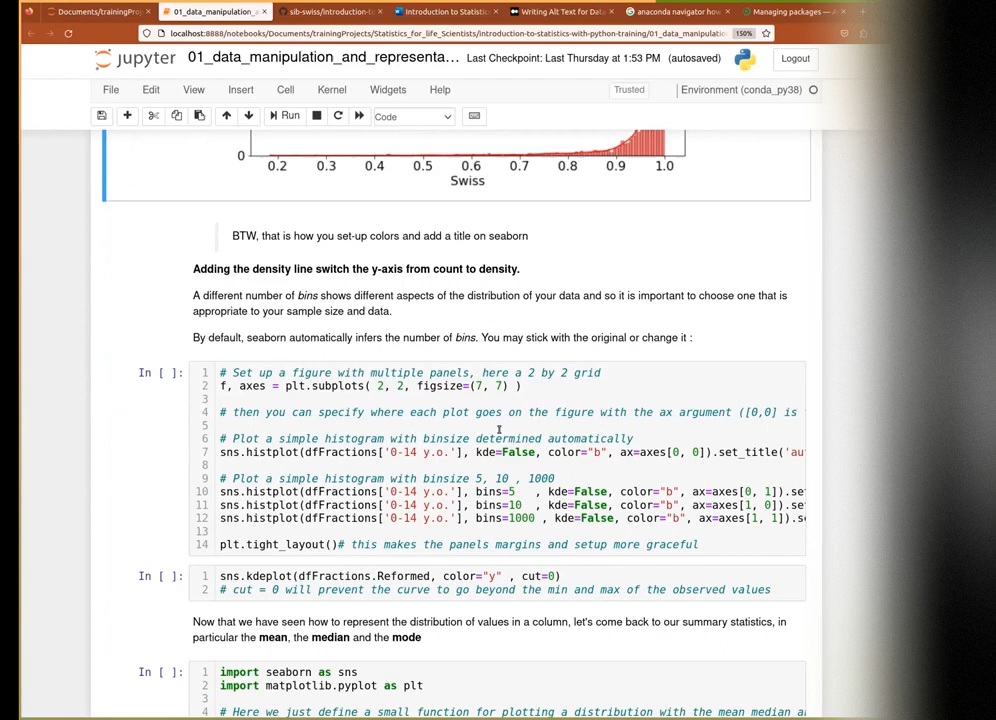 Documents/trainingProj
01_data_manipulation_a
sib-swiss/introduction-to
Introduction to Statistic
Writing Alt Text for Data
anaconda navigator how
Managing packages — A
localhost:8888/notebooks/Documents/trainingProjects/Statistics_for_life_Scientists/introduction-to-statistics-with-python-training/01_data_manipulatio 150%
jupyter 01_data_manipulation_and_representa… Last Checkpoint: Last Thursday at 1:53 PM (autosaved) Logout
File Edit View Insert Cell Kernel Widgets Help Trusted Environment (conda_py38)
Run Code
0
0.2 0.3 0.4 0.5 0.6 0.7 0.8 0.9 1.0
Swiss
BTW, that is how you set-up colors and add a title on seaborn
Adding the density line switch the y-axis from count to density.
A different number of bins shows different aspects of the distribution of your data and so it is important to choose one that is
appropriate to your sample size and data.
By default, seaborn automatically infers the number of bins. You may stick with the original or change it :
In [ ]:
1 # Set up a figure with multiple panels, here a 2 by 2 grid
2 f, axes = plt.subplots( 2, 2, figsize=(7, 7) )
3
4 # then you can specify where each plot goes on the figure with the ax argument ([0,0] is
5
6 # Plot a simple histogram with binsize determined automatically
7 sns.histplot(dfFractions['0-14 y.o.'], kde=False, color="b", ax=axes[0, 0]).set_title('au
8
9 # Plot a simple histogram with binsize 5, 10 , 1000
10 sns.histplot(dfFractions['0-14 y.o.'], bins=5   , kde=False, color="b", ax=axes[0, 1]).se
11 sns.histplot(dfFractions['0-14 y.o.'], bins=10  , kde=False, color="b", ax=axes[1, 0]).se
12 sns.histplot(dfFractions['0-14 y.o.'], bins=1000 , kde=False, color="b", ax=axes[1, 1]).s
13
14 plt.tight_layout()# this makes the panels margins and setup more graceful
In [ ]:
1 sns.kdeplot(dfFractions.Reformed, color="y" , cut=0)
2 # cut = 0 will prevent the curve to go beyond the min and max of the observed values
Now that we have seen how to represent the distribution of values in a column, let's come back to our summary statistics, in
particular the mean, the median and the mode
In [ ]:
1 import seaborn as sns
2 import matplotlib.pyplot as plt
3
4 # Here we just define a small function for plotting a distribution with the mean median a